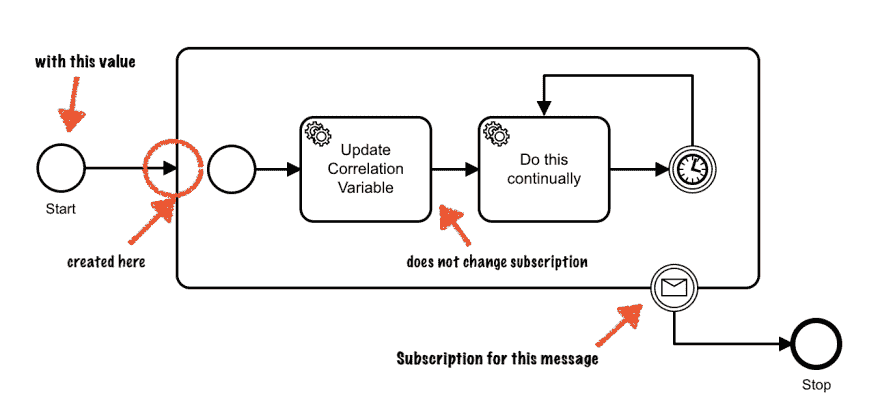 with this value
Start
created here
Update
Correlation
Variable
Do this
continually
does not change subscription
Subscription for this message
Stop